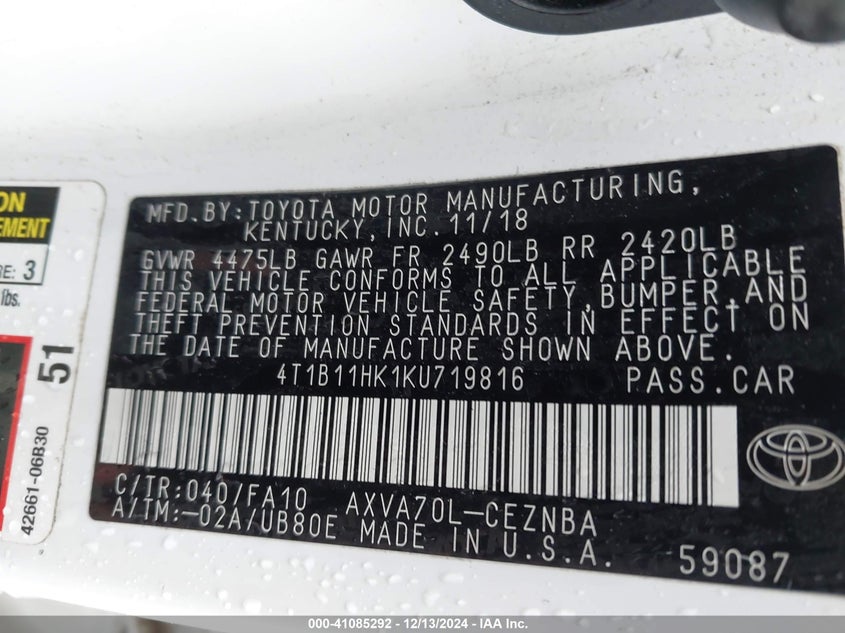 ON
EMENT
RE: 3
lbs.
51
42661-06B30
MFD.BY:TOYOTA MOTOR MANUFACTURING,
KENTUCKY,INC.11/18
GVWR 4475LB GAWR FR 2490LB RR 2420LB
THIS VEHICLE CONFORMS TO ALL APPLICABLE
FEDERAL MOTOR VEHICLE SAFETY,BUMPER,AND
THEFT PREVENTION STANDARDS IN EFFECT ON
THE DATE OF MANUFACTURE SHOWN ABOVE.
4T1B11HK1KU719816 PASS.CAR
C/TR:040/FA10 AXVA70L-CEZNBA
A/TM:-02A/UB80E MADE IN U.S.A. 59087
000-41085292 - 12/13/2024 - IAA Inc.